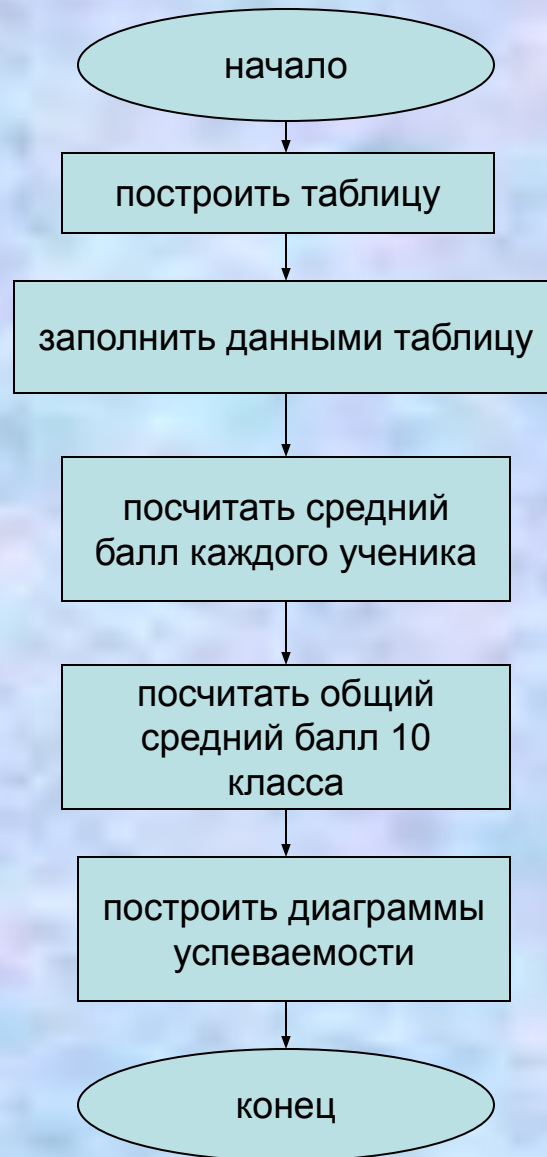 начало
построить таблицу
заполнить данными таблицу
посчитать средний
балл каждого ученика
посчитать общий
средний балл 10
класса
построить диаграммы
успеваемости
конец